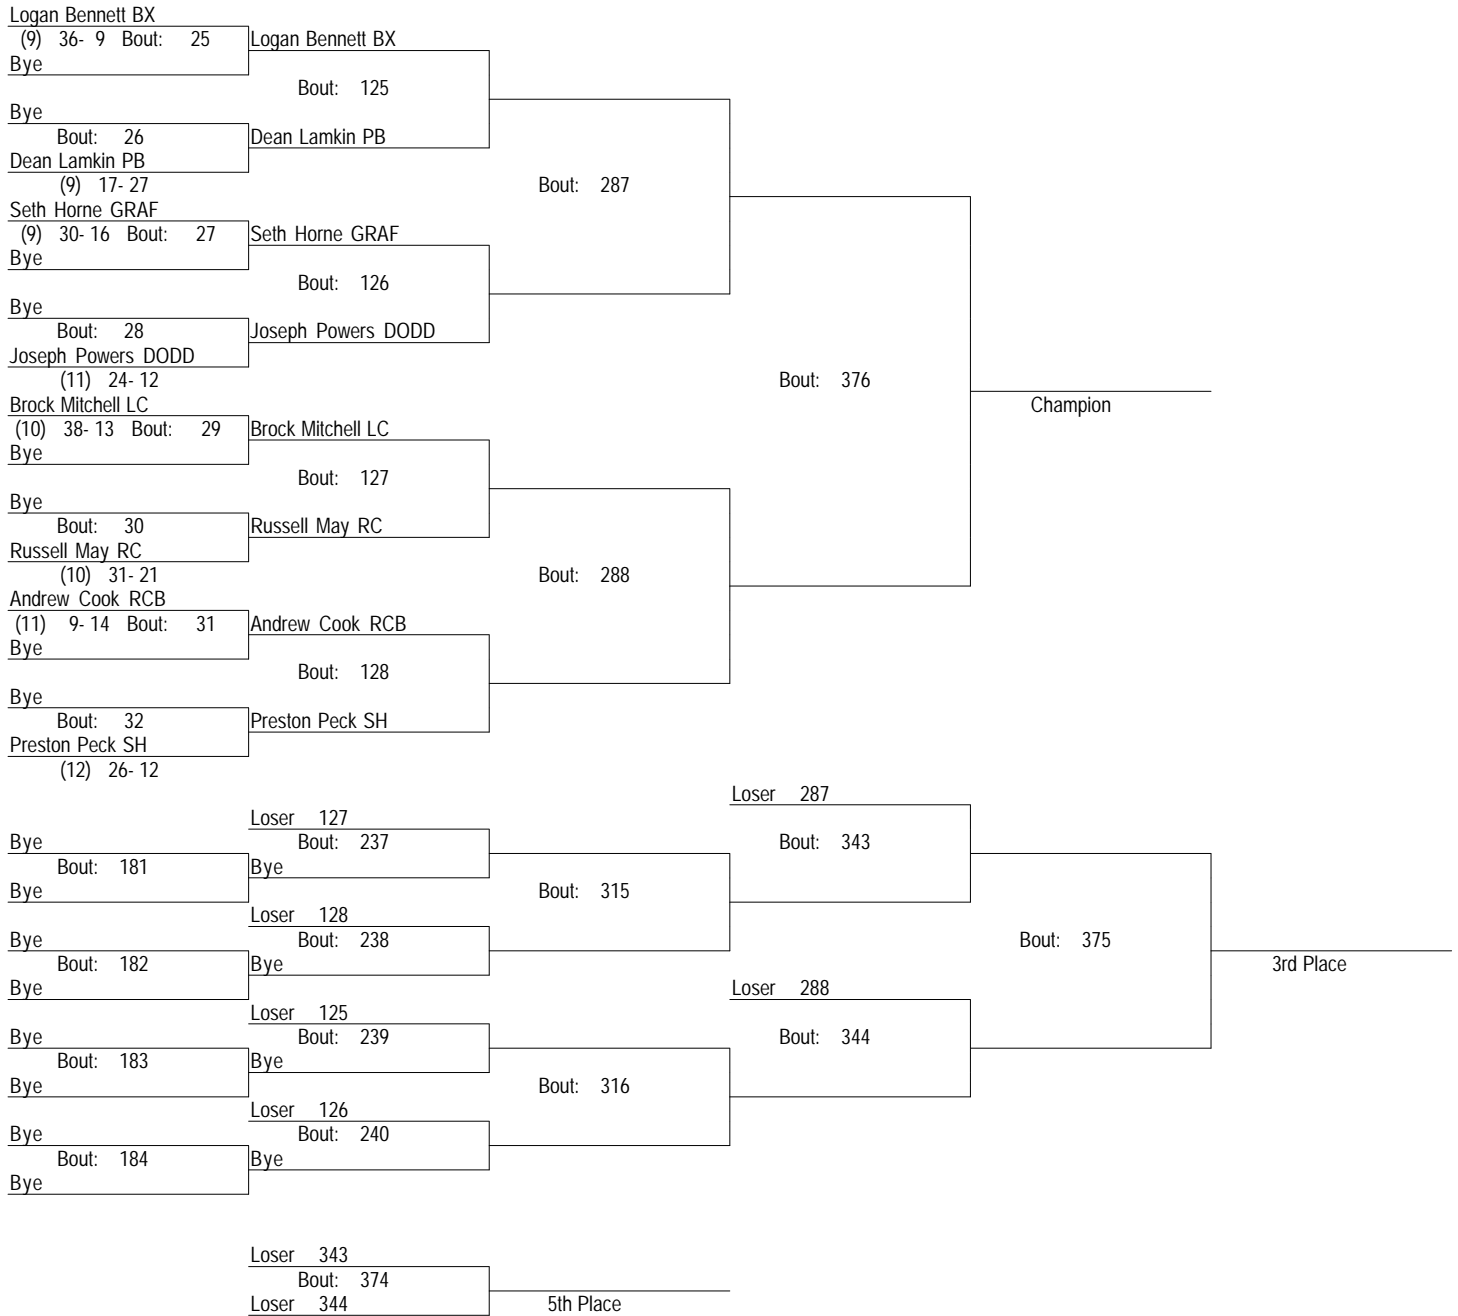 Logan Bennett BX
(9) 36- 9 Bout: 25 Logan Bennett BX
Bye
Bout: 125
Bye
Bout: 26 Dean Lamkin PB
Dean Lamkin PB
(9) 17- 27 Bout: 287
Seth Horne GRAF
(9) 30- 16 Bout: 27 Seth Horne GRAF
Bye
Bout: 126
Bye
Bout: 28 Joseph Powers DODD
Joseph Powers DODD
(11) 24- 12 Bout: 376
Brock Mitchell LC Champion
(10) 38- 13 Bout: 29 Brock Mitchell LC
Bye
Bout: 127
Bye
Bout: 30 Russell May RC
Russell May RC
(10) 31- 21 Bout: 288
Andrew Cook RCB
(11) 9- 14 Bout: 31 Andrew Cook RCB
Bye
Bout: 128
Bye
Bout: 32 Preston Peck SH
Preston Peck SH
(12) 26- 12
Loser 287
Loser 127
Bye Bout: 237 Bout: 343
Bout: 181 Bye
Bye Bout: 315
Loser 128
Bye Bout: 238 Bout: 375
Bout: 182 Bye 3rd Place
Bye Loser 288
Loser 125
Bye Bout: 239 Bout: 344
Bout: 183 Bye
Bye Bout: 316
Loser 126
Bye Bout: 240
Bout: 184 Bye
Bye
Loser 343
Bout: 374
Loser 344 5th Place